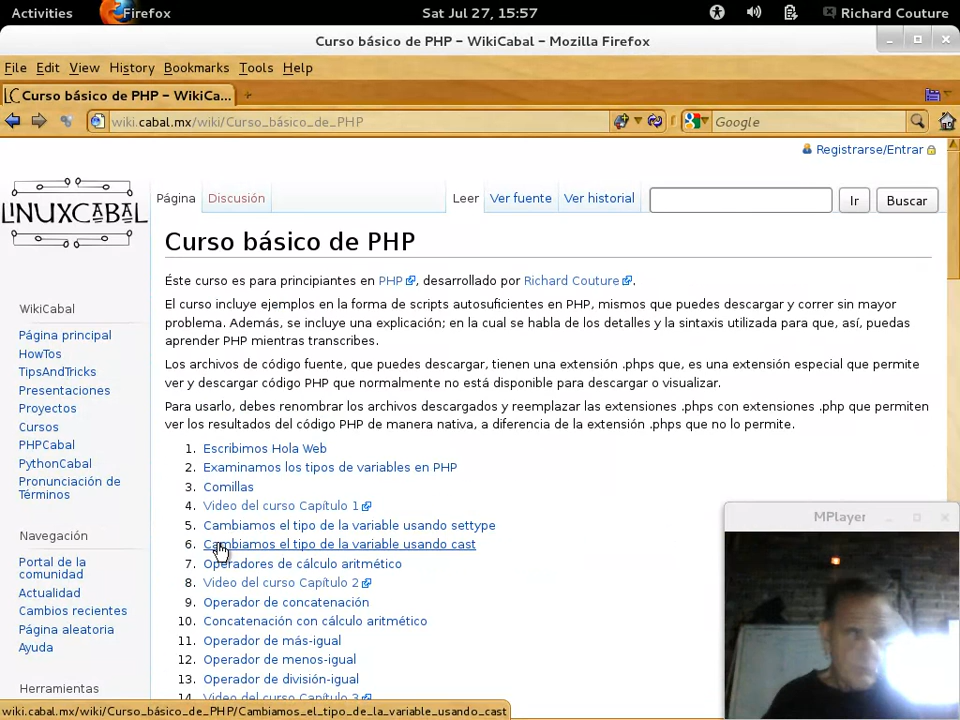 Activities Firefox Sat Jul 27, 15:57 Richard Couture
Curso básico de PHP – WikiCabal – Mozilla Firefox
File Edit View History Bookmarks Tools Help
Curso básico de PHP – WikiCa...
wiki.cabal.mx/wiki/Curso_básico_de_PHP
Google
Registrarse/Entrar
LINUXCABAL
Página Discusión Leer Ver fuente Ver historial Ir Buscar
Curso básico de PHP
Éste curso es para principiantes en PHP, desarrollado por Richard Couture.
El curso incluye ejemplos en la forma de scripts autosuficientes en PHP, mismos que puedes descargar y correr sin mayor
problema. Además, se incluye una explicación; en la cual se habla de los detalles y la sintaxis utilizada para que, así, puedas
aprender PHP mientras transcribes.
Los archivos de código fuente, que puedes descargar, tienen una extensión .phps que, es una extensión especial que permite
ver y descargar código PHP que normalmente no está disponible para descargar o visualizar.
Para usarlo, debes renombrar los archivos descargados y reemplazar las extensiones .phps con extensiones .php que permiten
ver los resultados del código PHP de manera nativa, a diferencia de la extensión .phps que no lo permite.
1. Escribimos Hola Web
2. Examinamos los tipos de variables en PHP
3. Comillas
4. Video del curso Capítulo 1
5. Cambiamos el tipo de la variable usando settype
6. Cambiamos el tipo de la variable usando cast
7. Operadores de cálculo aritmético
8. Video del curso Capítulo 2
9. Operador de concatenación
10. Concatenación con cálculo aritmético
11. Operador de más-igual
12. Operador de menos-igual
13. Operador de división-igual
14. Video del curso Capítulo 3
WikiCabal
Página principal
HowTos
TipsAndTricks
Presentaciones
Proyectos
Cursos
PHPCabal
PythonCabal
Pronunciación de
Términos
Navegación
Portal de la
comunidad
Actualidad
Cambios recientes
Página aleatoria
Ayuda
Herramientas
MPlayer
wiki.cabal.mx/wiki/Curso_básico_de_PHP/Cambiamos_el_tipo_de_la_variable_usando_cast